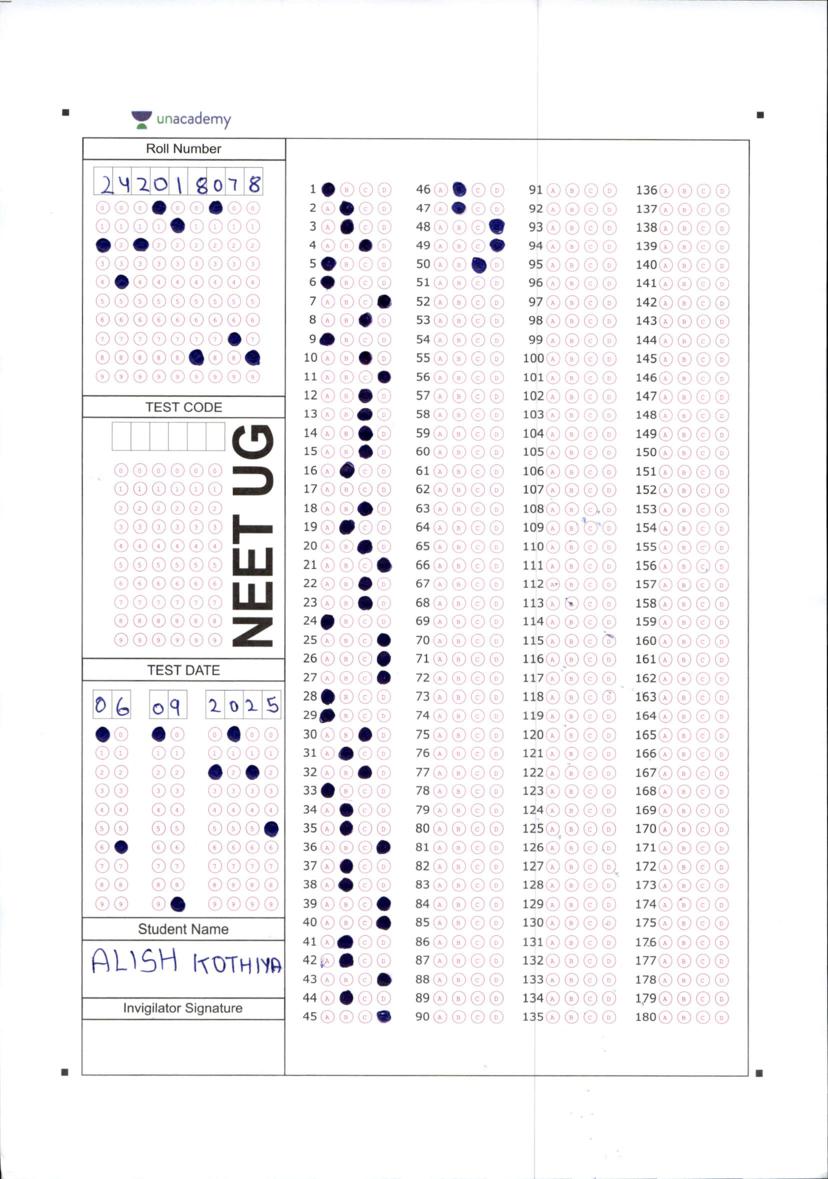 unacademy
Roll Number
242018078
TEST CODE
NEET UG
TEST DATE
06 09 2025
Student Name
ALISH KOTHIYA
Invigilator Signature
1 B C D 46 A C D 91 A B C D 136 A B C D
2 A C D 47 A C D 92 A B C D 137 A B C D
3 A C D 48 A B C 93 A B C D 138 A B C D
4 A B D 49 A B C 94 A B C D 139 A B C D
5 B C D 50 A B D 95 A B C D 140 A B C D
6 B C D 51 A B C D 96 A B C D 141 A B C D
7 A B C 52 A B C D 97 A B C D 142 A B C D
8 A B D 53 A B C D 98 A B C D 143 A B C D
9 B C D 54 A B C D 99 A B C D 144 A B C D
10 A B D 55 A B C D 100 A B C D 145 A B C D
11 A B C 56 A B C D 101 A B C D 146 A B C D
12 A B D 57 A B C D 102 A B C D 147 A B C D
13 A B D 58 A B C D 103 A B C D 148 A B C D
14 A B D 59 A B C D 104 A B C D 149 A B C D
15 A B D 60 A B C D 105 A B C D 150 A B C D
16 A C D 61 A B C D 106 A B C D 151 A B C D
17 A B C D 62 A B C D 107 A B C D 152 A B C D
18 A B D 63 A B C D 108 A B C D 153 A B C D
19 A C D 64 A B C D 109 A B C D 154 A B C D
20 A B D 65 A B C D 110 A B C D 155 A B C D
21 A B C 66 A B C D 111 A B C D 156 A B C D
22 A B D 67 A B C D 112 A B C D 157 A B C D
23 A B D 68 A B C D 113 A B C D 158 A B C D
24 B C D 69 A B C D 114 A B C D 159 A B C D
25 A B C 70 A B C D 115 A B C D 160 A B C D
26 A B C 71 A B C D 116 A B C D 161 A B C D
27 A B C 72 A B C D 117 A B C D 162 A B C D
28 B C D 73 A B C D 118 A B C D 163 A B C D
29 B C D 74 A B C D 119 A B C D 164 A B C D
30 A B D 75 A B C D 120 A B C D 165 A B C D
31 A C D 76 A B C D 121 A B C D 166 A B C D
32 A B D 77 A B C D 122 A B C D 167 A B C D
33 B C D 78 A B C D 123 A B C D 168 A B C D
34 A C D 79 A B C D 124 A B C D 169 A B C D
35 A C D 80 A B C D 125 A B C D 170 A B C D
36 A B C 81 A B C D 126 A B C D 171 A B C D
37 A C D 82 A B C D 127 A B C D 172 A B C D
38 A C D 83 A B C D 128 A B C D 173 A B C D
39 A B C 84 A B C D 129 A B C D 174 A B C D
40 A B C 85 A B C D 130 A B C D 175 A B C D
41 A C D 86 A B C D 131 A B C D 176 A B C D
42 A C D 87 A B C D 132 A B C D 177 A B C D
43 A B C 88 A B C D 133 A B C D 178 A B C D
44 A C D 89 A B C D 134 A B C D 179 A B C D
45 A B C 90 A B C D 135 A B C D 180 A B C D